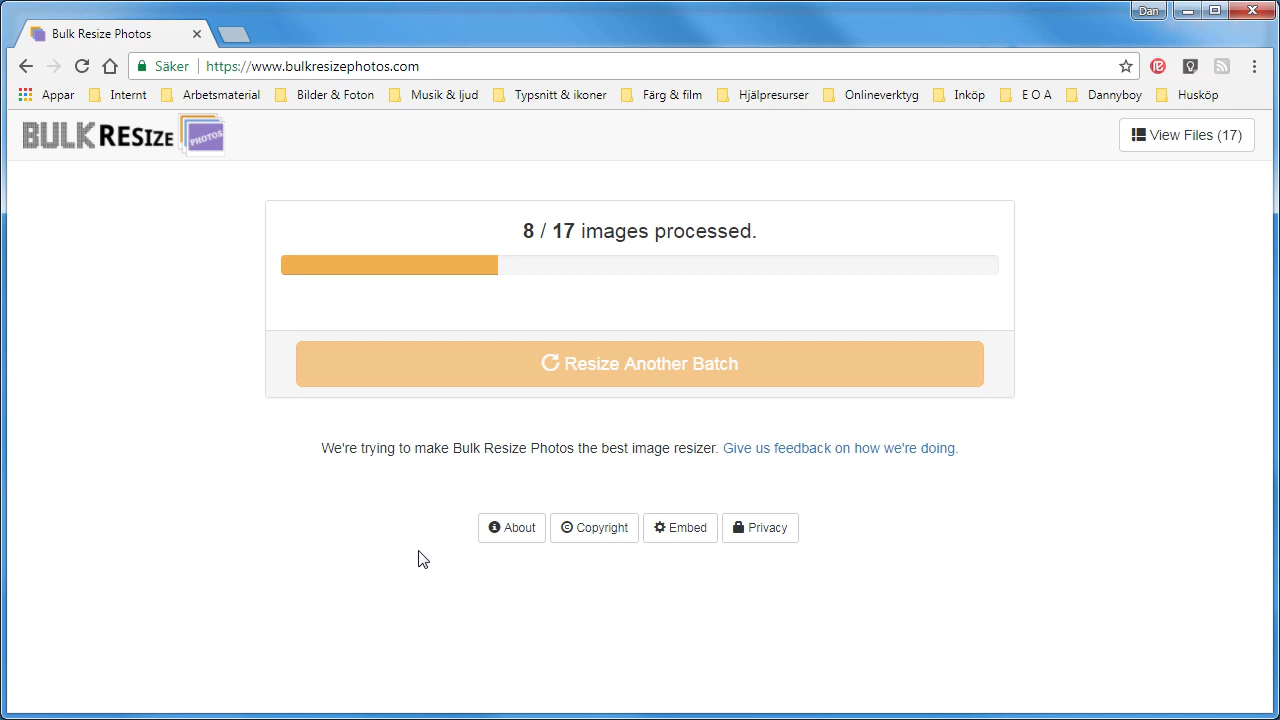 Dan
Bulk Resize Photos
Säker https://www.bulkresizephotos.com
Appar Internt Arbetsmaterial Bilder & Foton Musik & ljud Typsnitt & ikoner Färg & film Hjälpresurser Onlineverktyg Inköp E O A Dannyboy Husköp
BULK RESIZE PHOTOS View Files (17)
8 / 17 images processed.
Resize Another Batch
We're trying to make Bulk Resize Photos the best image resizer. Give us feedback on how we're doing.
About Copyright Embed Privacy